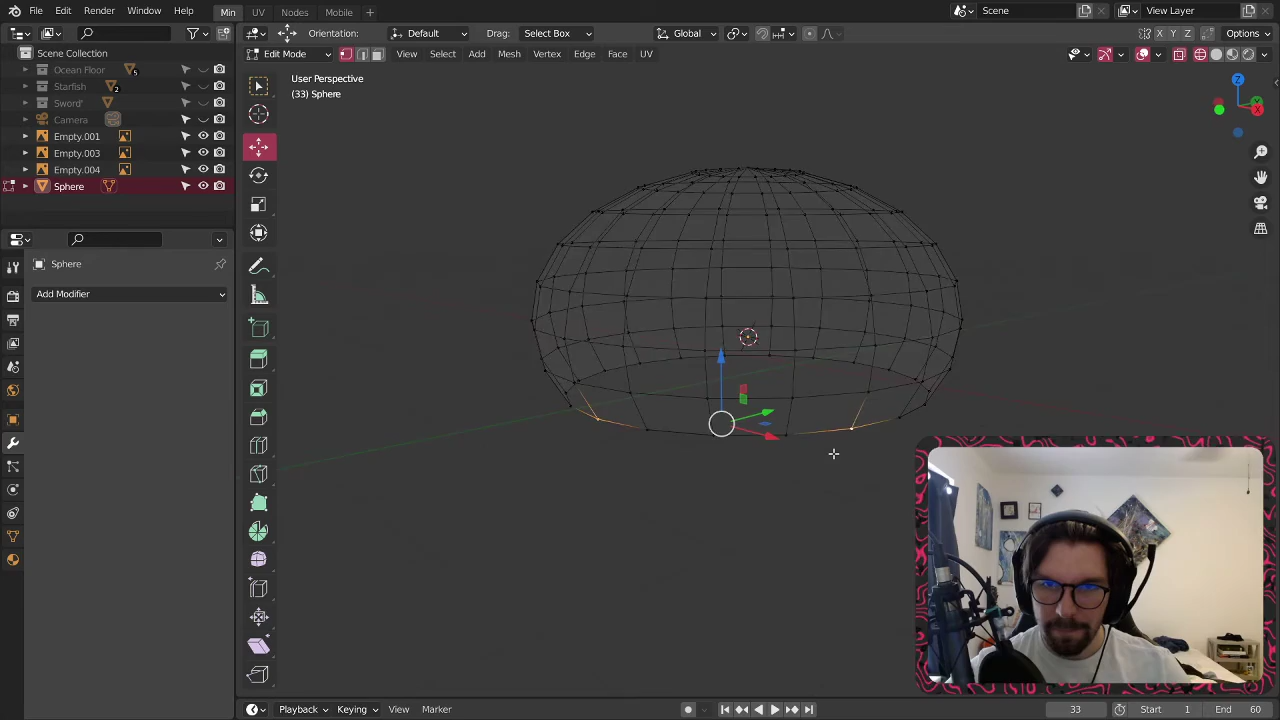 File Edit Render Window Help Min UV Nodes Mobile + Scene View Layer
Orientation: Default Drag: Select Box Global X Y Z Options
Edit Mode View Select Add Mesh Vertex Edge Face UV
Scene Collection
Ocean Floor 5
Starfish 2
Sword'
Camera
Empty.001
Empty.003
Empty.004
Sphere
User Perspective
(33) Sphere
Z
Y
X
Sphere
Add Modifier
Playback Keying View Marker 33 Start 1 End 60